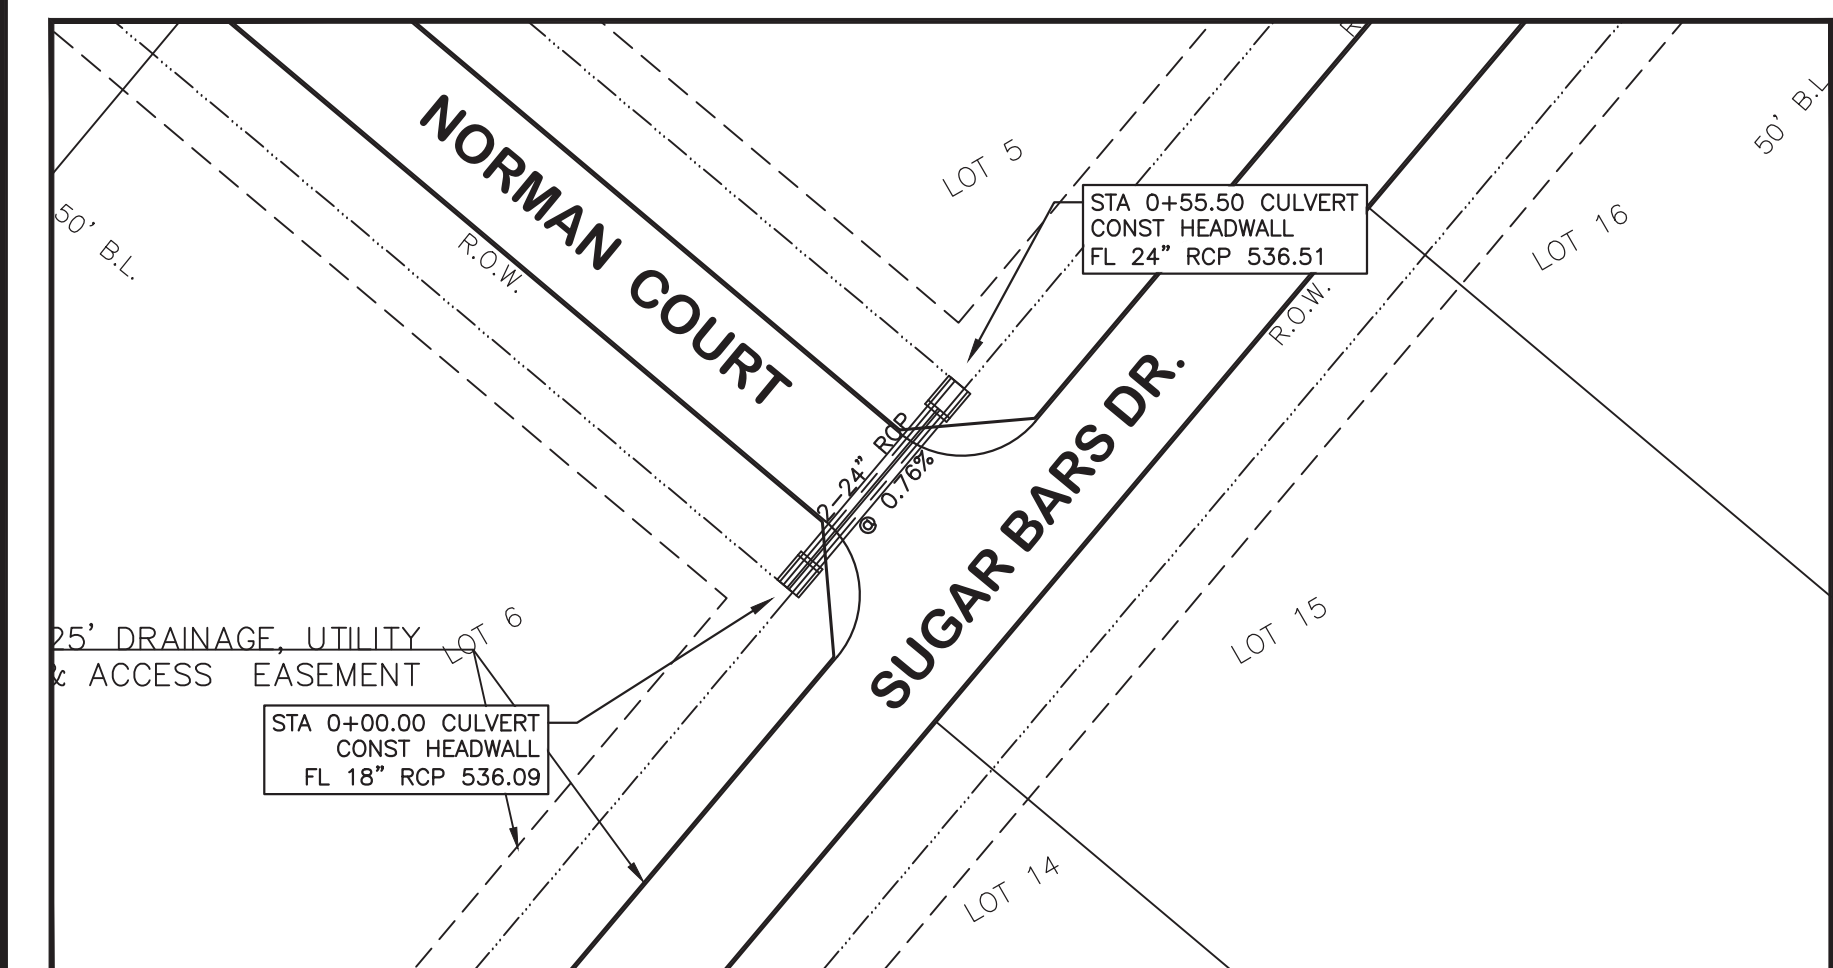 NORMAN COURT
LOT 5
50' B.L.
50' B.L.
R.O.W.
STA 0+55.50 CULVERT
CONST HEADWALL
FL 24" RCP 536.51
LOT 16
R.O.W.
SUGAR BARS DR.
2-24" RCP
@ 0.76%
LOT 6
25' DRAINAGE, UTILITY
& ACCESS EASEMENT
LOT 15
STA 0+00.00 CULVERT
CONST HEADWALL
FL 18" RCP 536.09
LOT 14